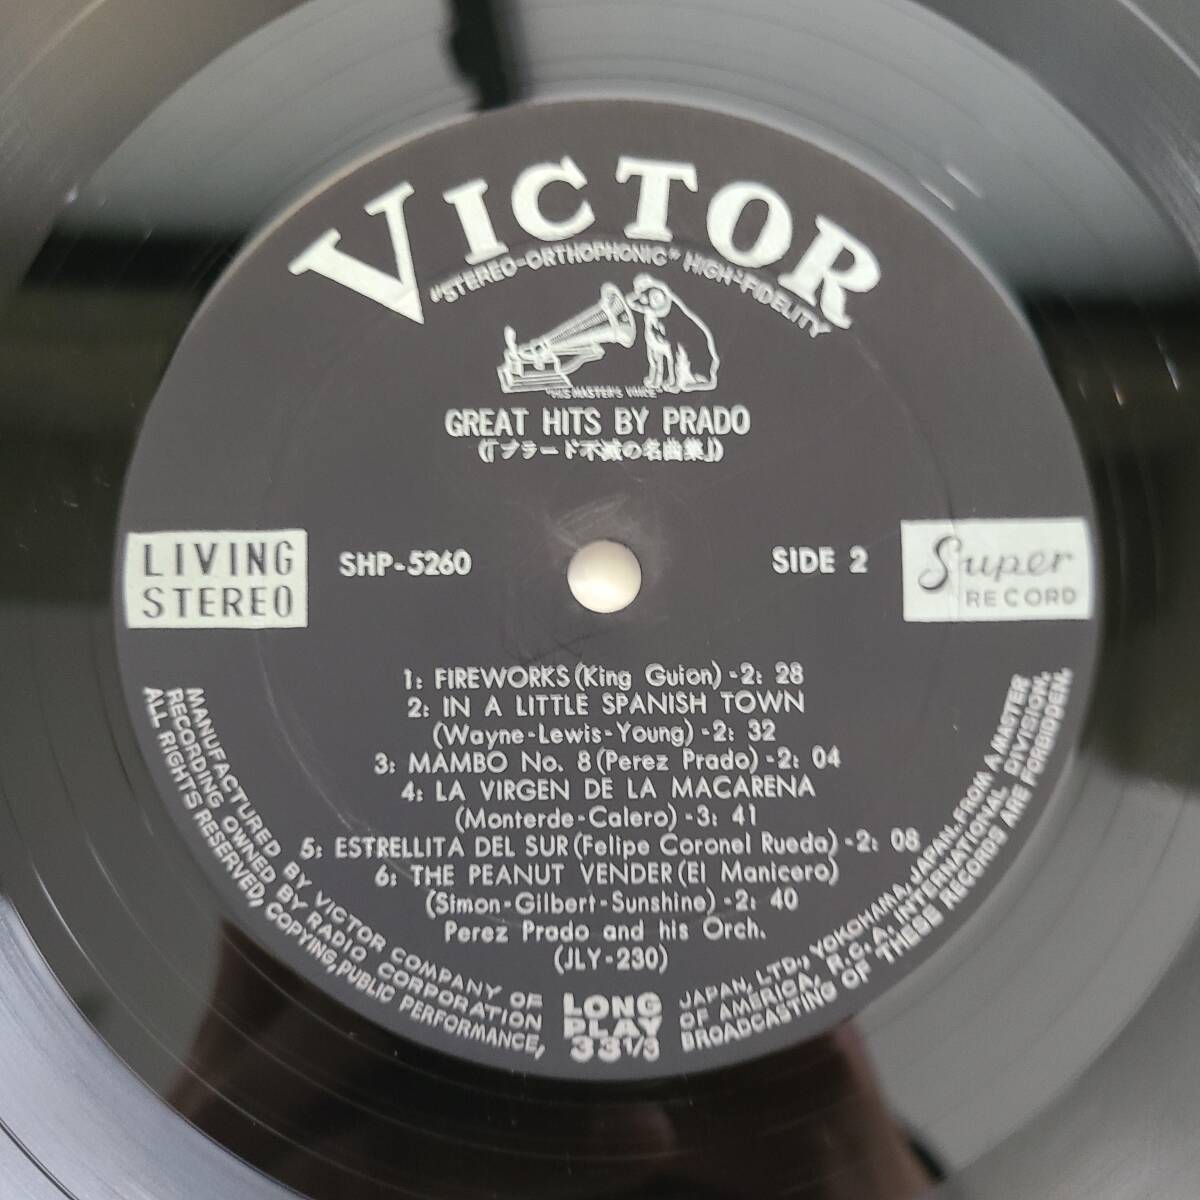 VICTOR
"STEREO-ORTHOPHONIC" HIGH-FIDELITY
"HIS MASTER'S VOICE"
GREAT HITS BY PRADO
(「プラード不滅の名曲集」)
LIVING
STEREO
SHP-5260
SIDE 2
Super
RECORD
1: FIREWORKS (King Guion) - 2: 28
2: IN A LITTLE SPANISH TOWN
(Wayne-Lewis-Young) - 2: 32
3: MAMBO No. 8 (Perez Prado) - 2: 04
4: LA VIRGEN DE LA MACARENA
(Monterde-Calero) - 3: 41
5: ESTRELLITA DEL SUR (Felipe Coronel Rueda) - 2: 08
6: THE PEANUT VENDER (El Manicero)
(Simon-Gilbert-Sunshine) - 2: 40
Perez Prado and his Orch.
(JLY-230)
LONG
PLAY
33 1/3
MANUFACTURED BY VICTOR COMPANY OF JAPAN, LTD., YOKOHAMA, JAPAN, FROM A MASTER
RECORDING OWNED BY RADIO CORPORATION OF AMERICA, R.C.A. INTERNATIONAL DIVISION.
ALL RIGHTS RESERVED, COPYING, PUBLIC PERFORMANCE, BROADCASTING OF THESE RECORDS ARE FORBIDDEN.